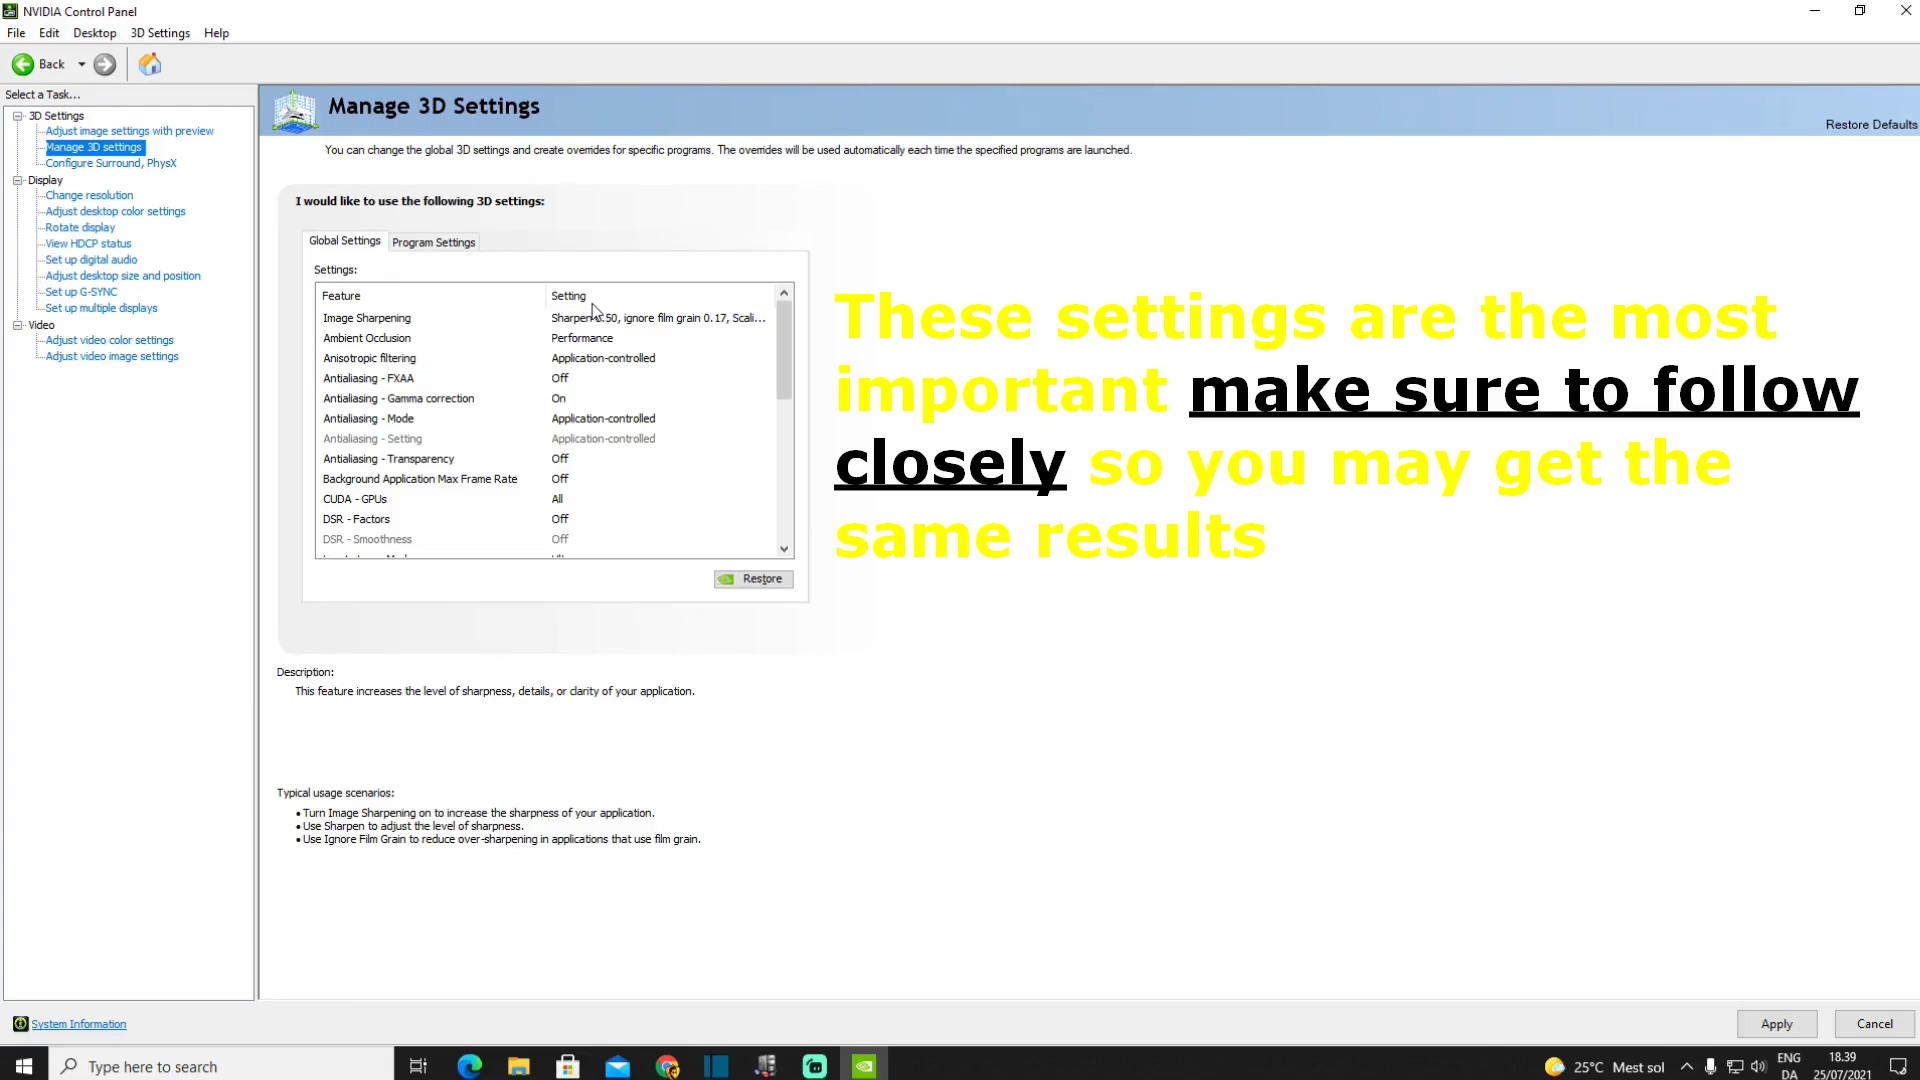 NVIDIA Control Panel
File Edit Desktop 3D Settings Help
Back
Select a Task...
3D Settings
Adjust image settings with preview
Manage 3D settings
Configure Surround, PhysX
Display
Change resolution
Adjust desktop color settings
Rotate display
View HDCP status
Set up digital audio
Adjust desktop size and position
Set up G-SYNC
Set up multiple displays
Video
Adjust video color settings
Adjust video image settings
Manage 3D Settings
Restore Defaults
You can change the global 3D settings and create overrides for specific programs. The overrides will be used automatically each time the specified programs are launched.
I would like to use the following 3D settings:
Global Settings Program Settings
Settings:
Feature Setting
Image Sharpening Sharpen .50, ignore film grain 0.17, Scali...
Ambient Occlusion Performance
Anisotropic filtering Application-controlled
Antialiasing - FXAA Off
Antialiasing - Gamma correction On
Antialiasing - Mode Application-controlled
Antialiasing - Setting Application-controlled
Antialiasing - Transparency Off
Background Application Max Frame Rate Off
CUDA - GPUs All
DSR - Factors Off
DSR - Smoothness Off
Restore
These settings are the most
important make sure to follow
closely so you may get the
same results
Description:
This feature increases the level of sharpness, details, or clarity of your application.
Typical usage scenarios:
• Turn Image Sharpening on to increase the sharpness of your application.
• Use Sharpen to adjust the level of sharpness.
• Use Ignore Film Grain to reduce over-sharpening in applications that use film grain.
System Information
Apply Cancel
Type here to search
25°C Mest sol
ENG
DA
18.39
25/07/2021